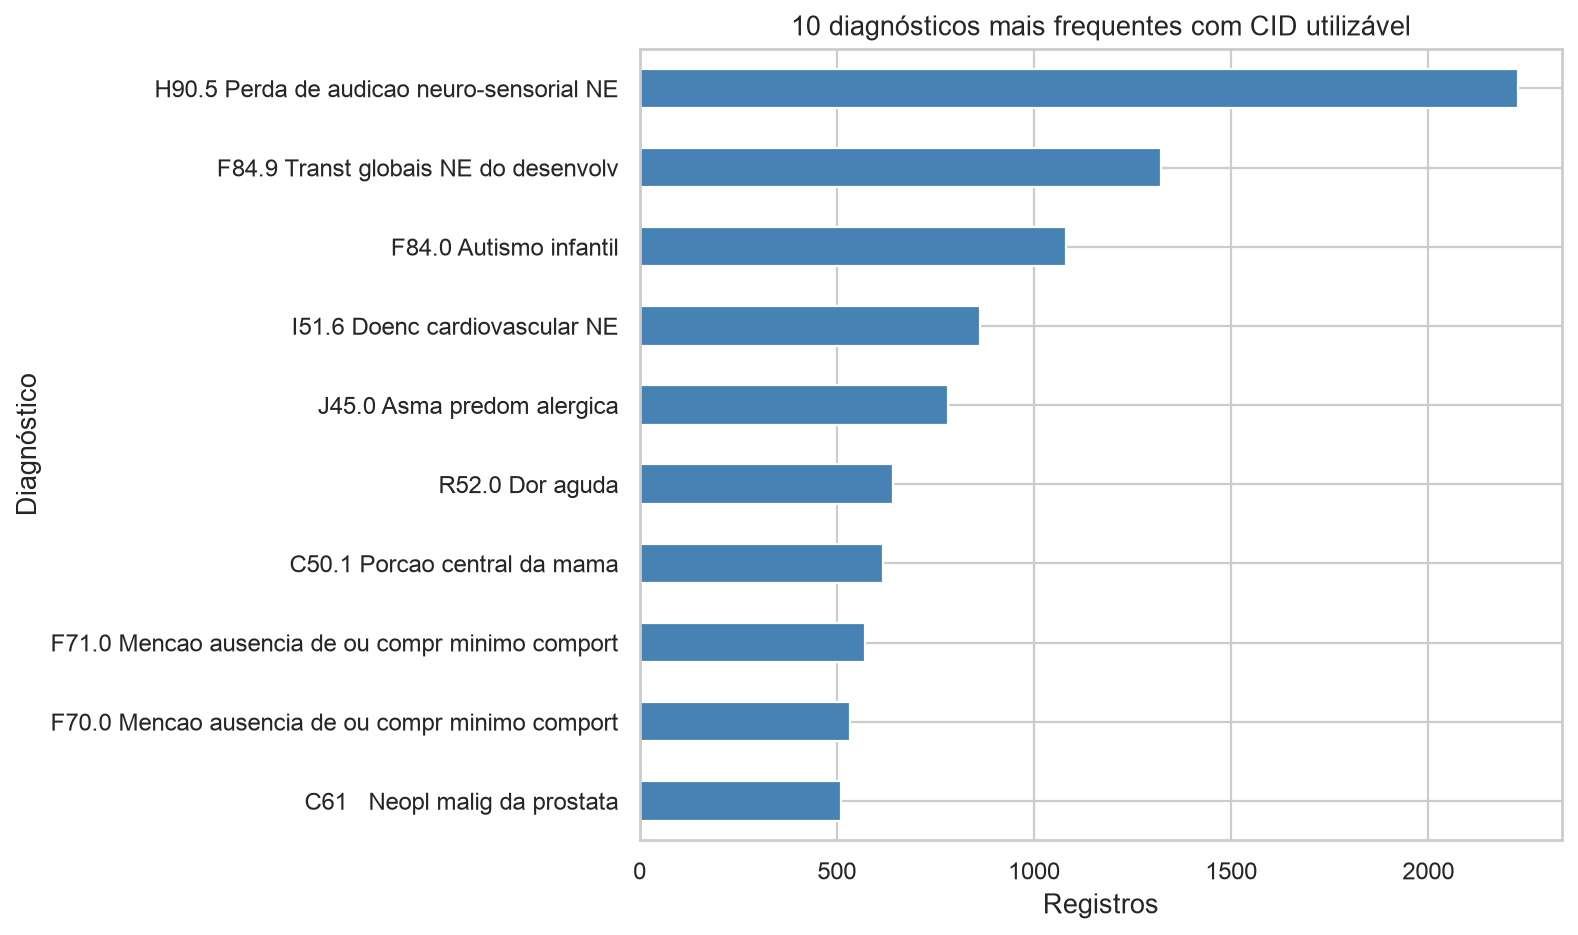 10 diagnósticos mais frequentes com CID utilizável
H90.5 Perda de audicao neuro-sensorial NE
F84.9 Transt globais NE do desenvolv
F84.0 Autismo infantil
I51.6 Doenc cardiovascular NE
J45.0 Asma predom alergica
R52.0 Dor aguda
C50.1 Porcao central da mama
F71.0 Mencao ausencia de ou compr minimo comport
F70.0 Mencao ausencia de ou compr minimo comport
C61   Neopl malig da prostata
Diagnóstico
0 500 1000 1500 2000
Registros